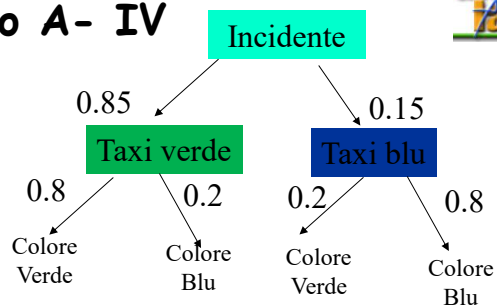 o A- IV
Incidente
0.85
0.15
Taxi verde
Taxi blu
0.8
0.2
0.2
0.8
Colore
Verde
Colore
Blu
Colore
Verde
Colore
Blu